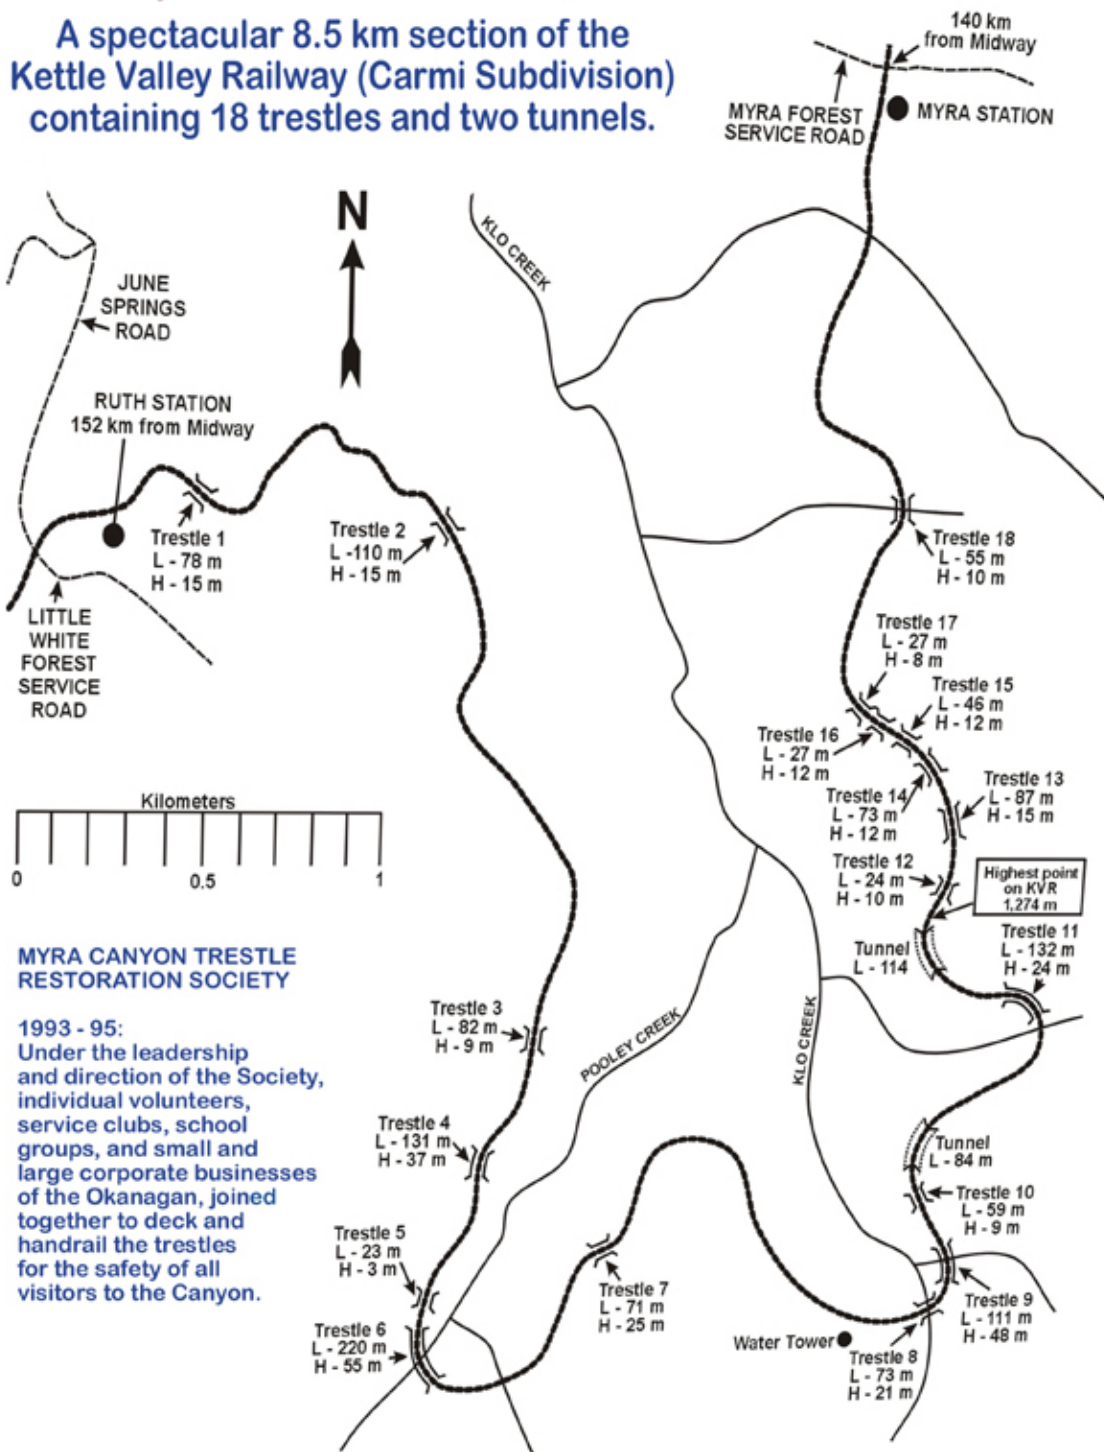 A spectacular 8.5 km section of the
Kettle Valley Railway (Carmi Subdivision)
containing 18 trestles and two tunnels.
140 km
from Midway
MYRA FOREST
SERVICE ROAD
MYRA STATION
N
KLO CREEK
JUNE
SPRINGS
ROAD
RUTH STATION
152 km from Midway
Trestle 1
L - 78 m
H - 15 m
Trestle 2
L -110 m
H - 15 m
Trestle 18
L - 55 m
H - 10 m
LITTLE
WHITE
FOREST
SERVICE
ROAD
Trestle 17
L - 27 m
H - 8 m
Trestle 15
L - 46 m
H - 12 m
Trestle 16
L - 27 m
H - 12 m
Trestle 14
L - 73 m
H - 12 m
Trestle 13
L - 87 m
H - 15 m
Kilometers
0
0.5
1
Trestle 12
L - 24 m
H - 10 m
Highest point
on KVR
1,274 m
Tunnel
L - 114
Trestle 11
L - 132 m
H - 24 m
MYRA CANYON TRESTLE
RESTORATION SOCIETY
1993 - 95:
Under the leadership
and direction of the Society,
individual volunteers,
service clubs, school
groups, and small and
large corporate businesses
of the Okanagan, joined
together to deck and
handrail the trestles
for the safety of all
visitors to the Canyon.
Trestle 3
L - 82 m
H - 9 m
POOLEY CREEK
KLO CREEK
Trestle 4
L - 131 m
H - 37 m
Tunnel
L - 84 m
Trestle 10
L - 59 m
H - 9 m
Trestle 5
L - 23 m
H - 3 m
Trestle 7
L - 71 m
H - 25 m
Trestle 9
L - 111 m
H - 48 m
Trestle 6
L - 220 m
H - 55 m
Water Tower
Trestle 8
L - 73 m
H - 21 m